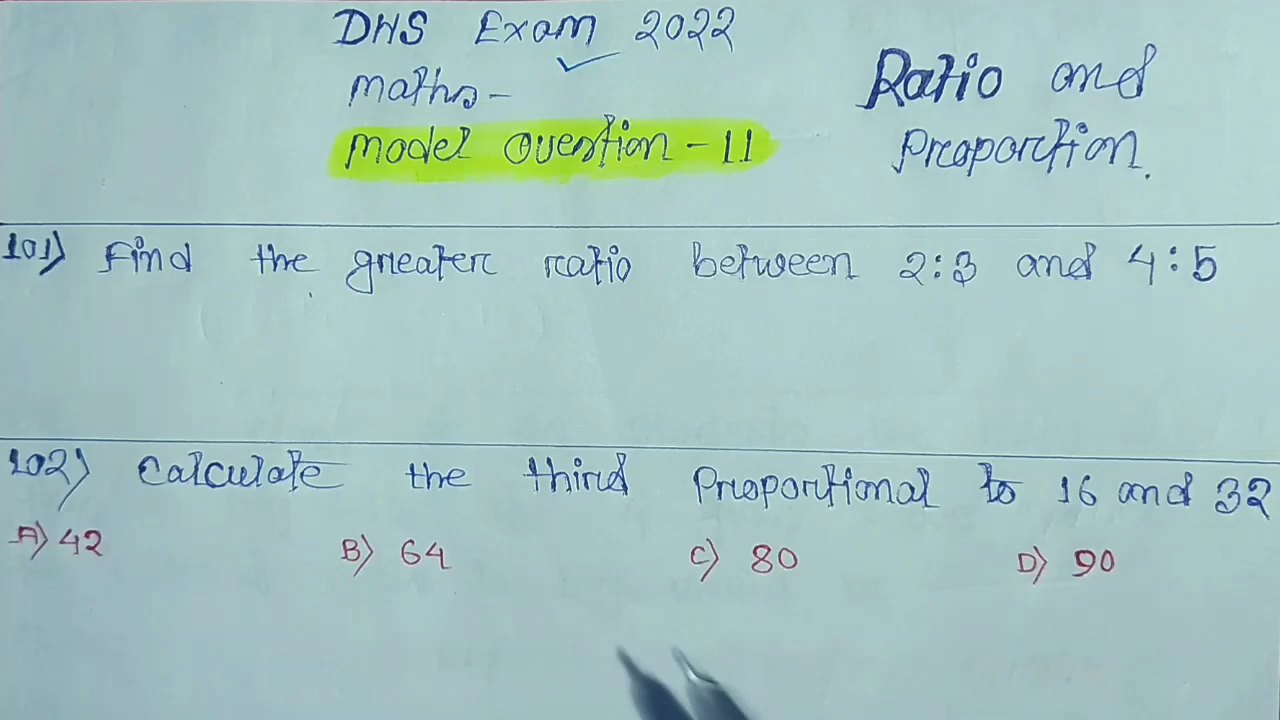 DHS Exam 2022
Maths-
Model Question - 11
Ratio and
Proportion.
101) Find the greater ratio between 2:3 and 4:5
102) Calculate the third Proportional to 16 and 32
A) 42 B) 64 C) 80 D) 90